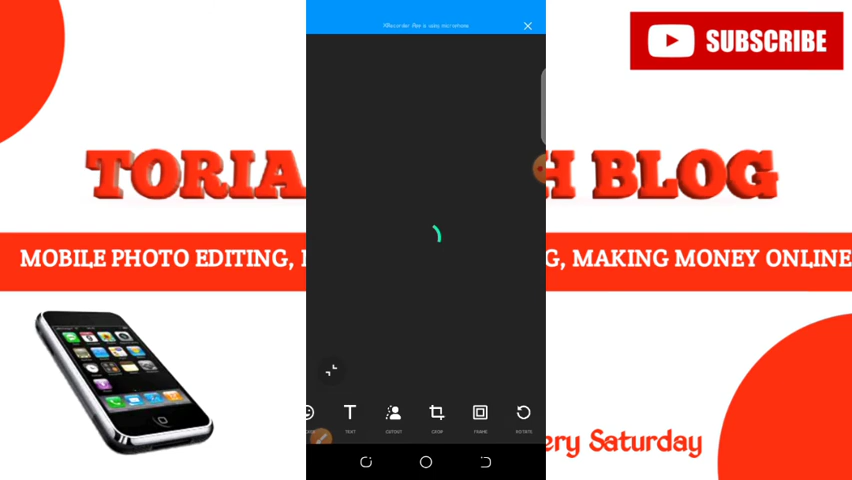 XRecorder App is using microphone
SUBSCRIBE
TORIA
H BLOG
MOBILE PHOTO EDITING,
G, MAKING MONEY ONLINE
TEXT
CUTOUT
CROP
FRAME
ROTATE
ery Saturday